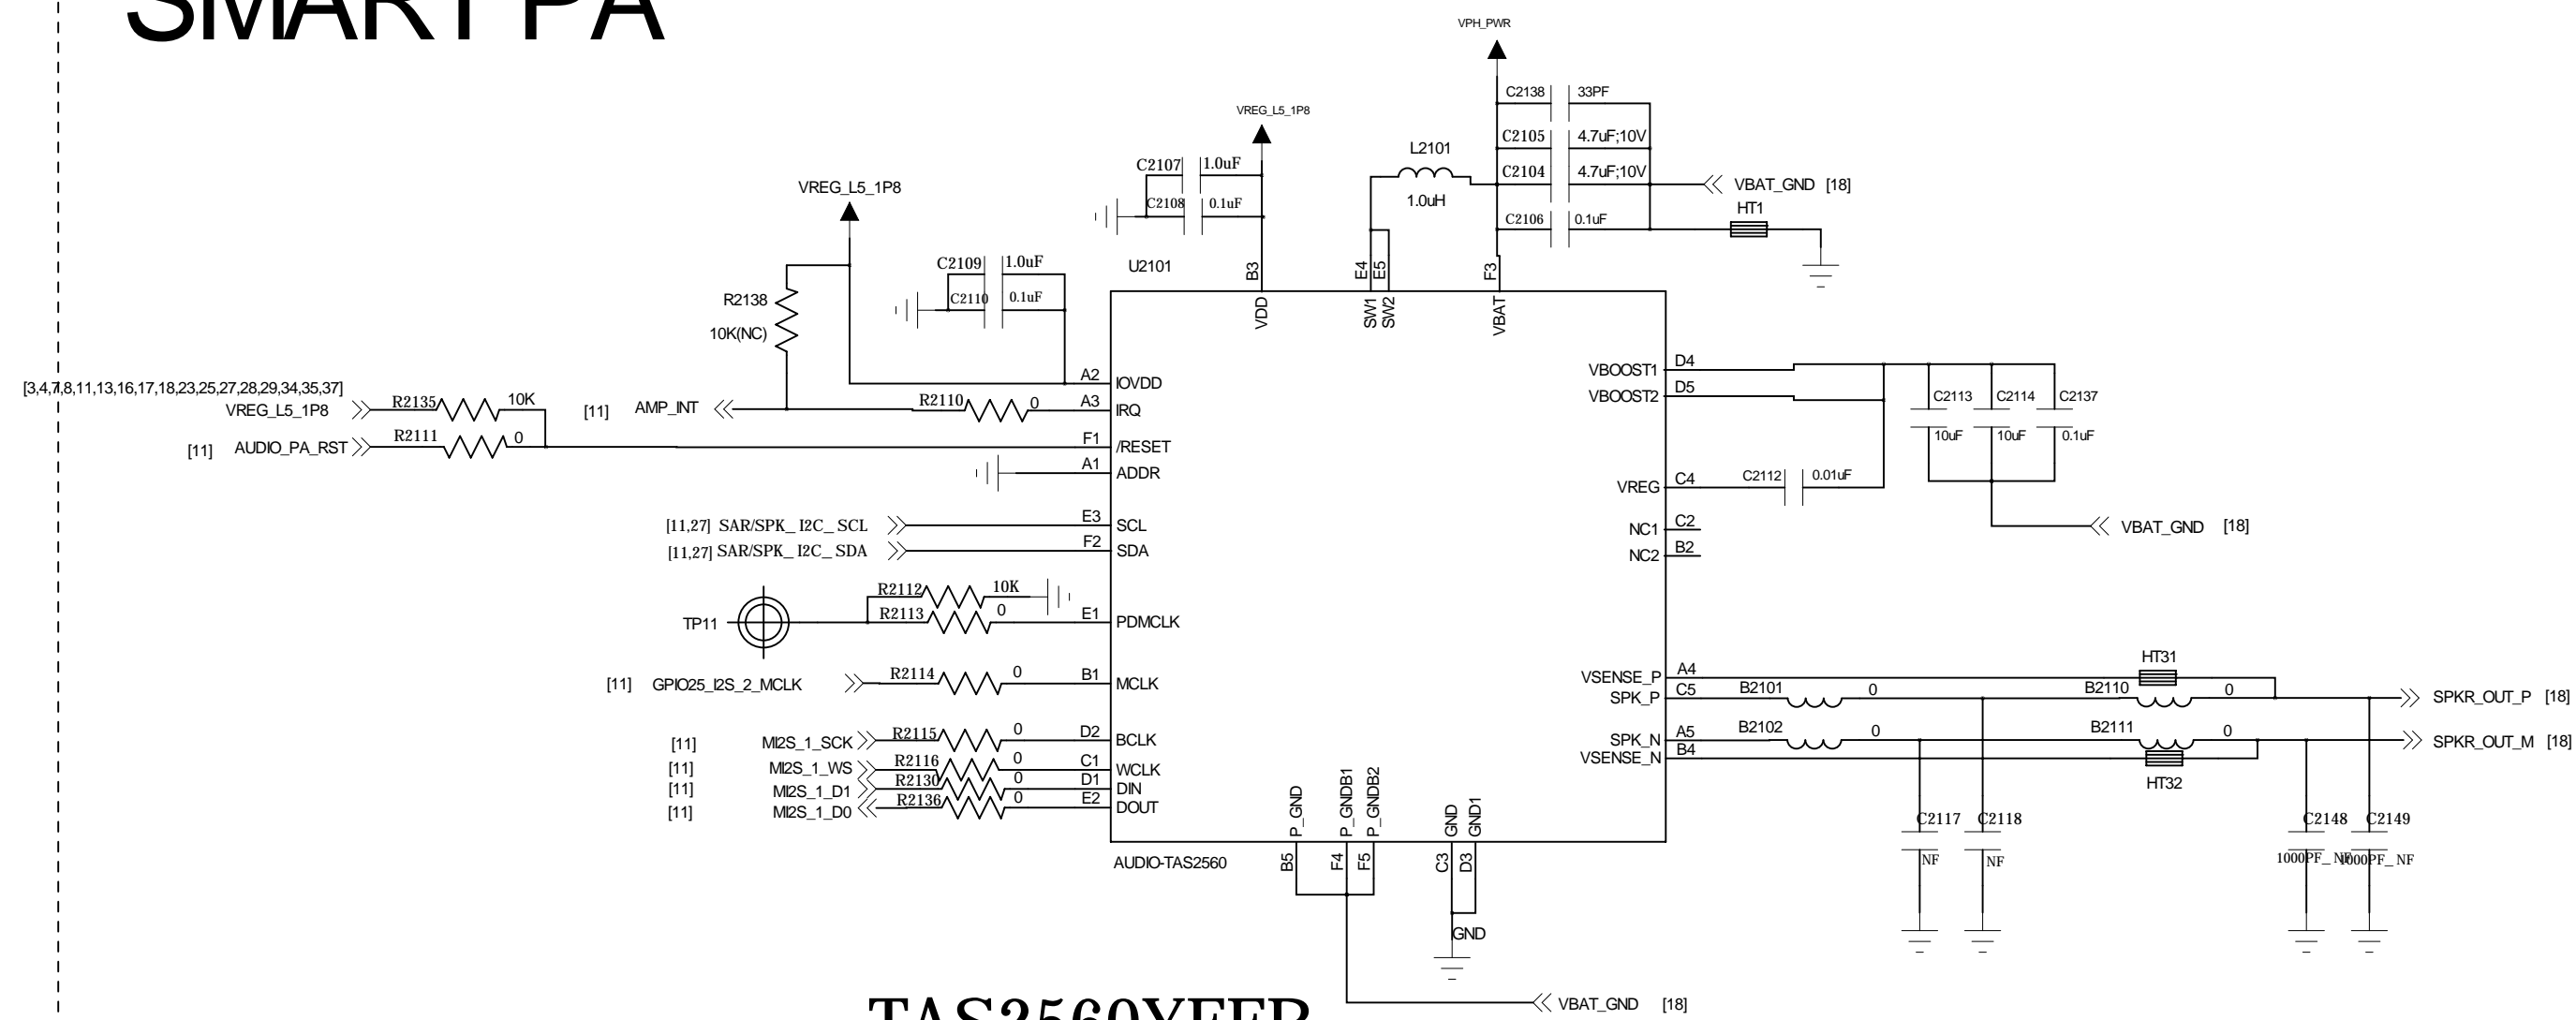 SMART PA
VPH_PWR
C2138 33PF
VREG_L5_1P8
C2105 4.7uF;10V
L2101
C2107 1.0uF
C2104 4.7uF;10V
VBAT_GND [18]
VREG_L5_1P8
1.0uH
C2108 0.1uF
HT1
C2106 0.1uF
C2109 1.0uF
U2101
B3
E4
E5
F3
R2138
C2110 0.1uF
10K(NC)
VDD
SW1
SW2
VBAT
VBOOST1 D4
A2 IOVDD
[3,4,7,8,11,13,16,17,18,23,25,27,28,29,34,35,37]
VBOOST2 D5
C2113 C2114 C2137
VREG_L5_1P8 R2135 10K
[11] AMP_INT R2110 0 A3 IRQ
10uF 10uF 0.1uF
[11] AUDIO_PA_RST R2111 0 F1 /RESET
A1 ADDR
VREG C4 C2112 0.01uF
[11,27] SAR/SPK_I2C_SCL E3 SCL
NC1 C2
VBAT_GND [18]
[11,27] SAR/SPK_I2C_SDA F2 SDA
NC2 B2
R2112 10K
TP11 R2113 0 E1 PDMCLK
HT31
VSENSE_P A4
[11] GPIO25_I2S_2_MCLK R2114 0 B1 MCLK
SPK_P C5 B2101 0 B2110 0 SPKR_OUT_P [18]
[11] MI2S_1_SCK R2115 0 D2 BCLK
SPK_N A5 B2102 0 B2111 0 SPKR_OUT_M [18]
VSENSE_N B4
[11] MI2S_1_WS R2116 0 C1 WCLK
HT32
[11] MI2S_1_D1 R2130 0 D1 DIN
[11] MI2S_1_D0 R2136 0 E2 DOUT
P_GND
P_GNDB1
P_GNDB2
GND
GND1
C2117 C2118 C2148 C2149
AUDIO-TAS2560
B5
F4
F5
C3
D3
NF NF 1000PF_NF 1000PF_NF
GND
VBAT_GND [18]
TAS2560YFFR